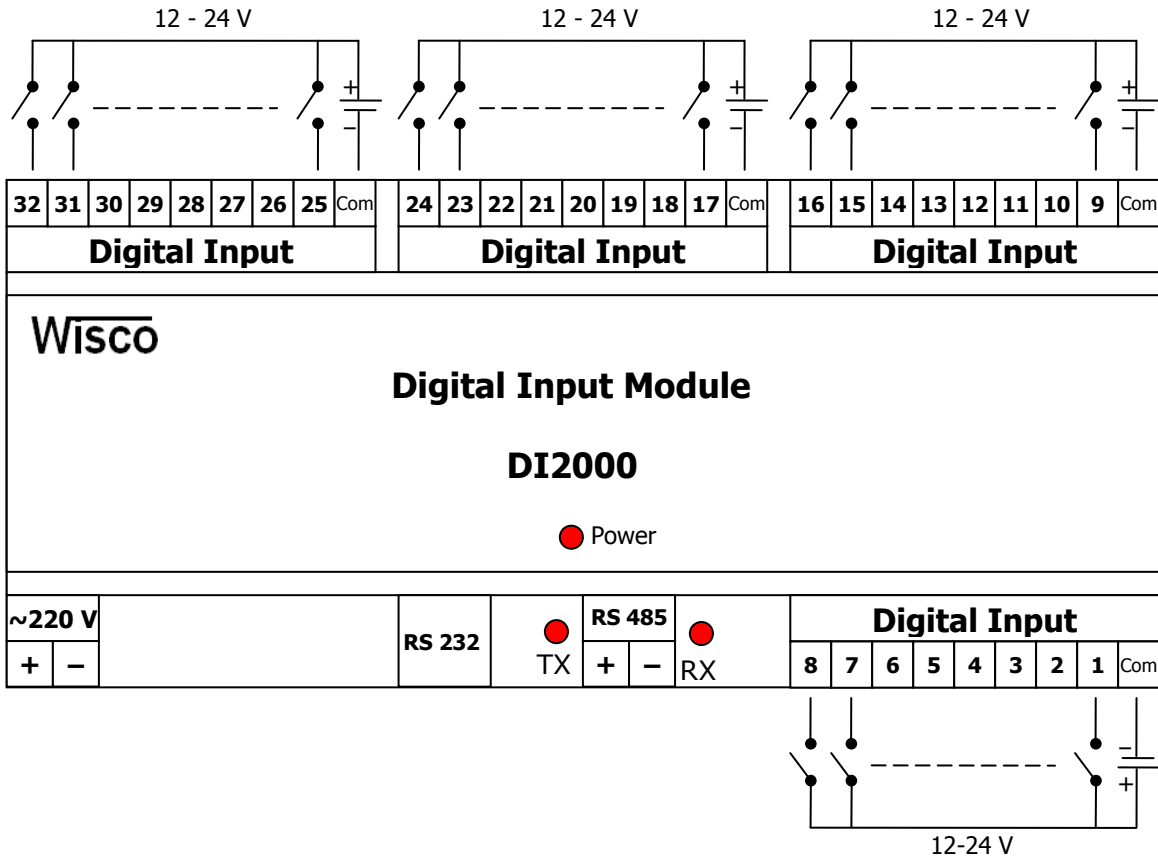 12 - 24 V 12 - 24 V 12 - 24 V
+ + +
− − −
32 31 30 29 28 27 26 25 Com 24 23 22 21 20 19 18 17 Com 16 15 14 13 12 11 10 9 Com
Digital Input Digital Input Digital Input
Wisco
Digital Input Module
DI2000
Power
~220 V RS 232 TX RS 485 RX Digital Input
+ − + − 8 7 6 5 4 3 2 1 Com
−
+
12-24 V